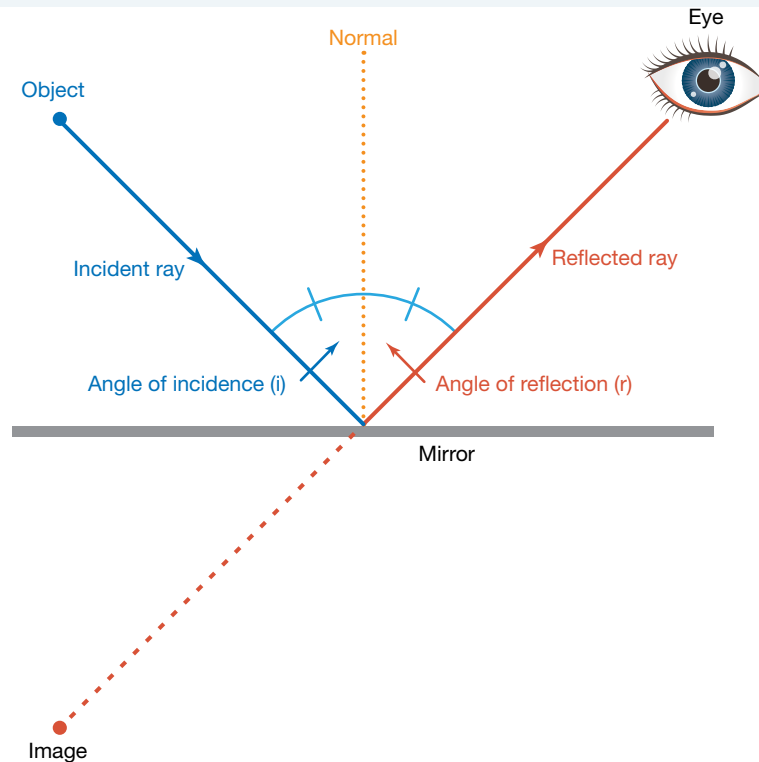 Eye
Normal
Object
Incident ray
Reflected ray
Angle of incidence (i)
Angle of reflection (r)
Mirror
Image